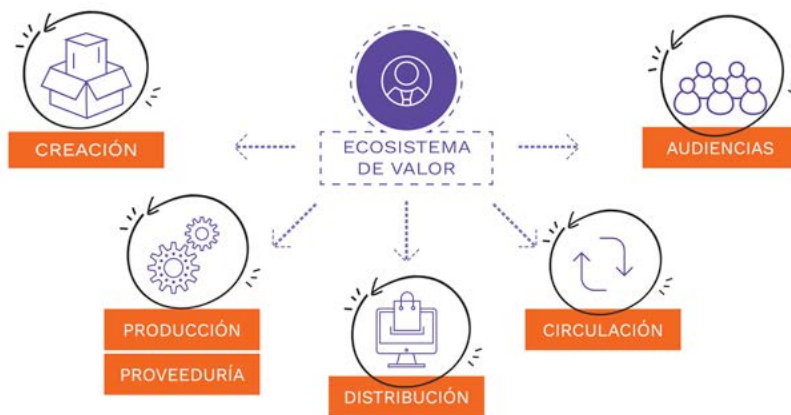 ECOSISTEMA
DE VALOR
CREACIÓN
AUDIENCIAS
PRODUCCIÓN
PROVEEDURÍA
DISTRIBUCIÓN
CIRCULACIÓN